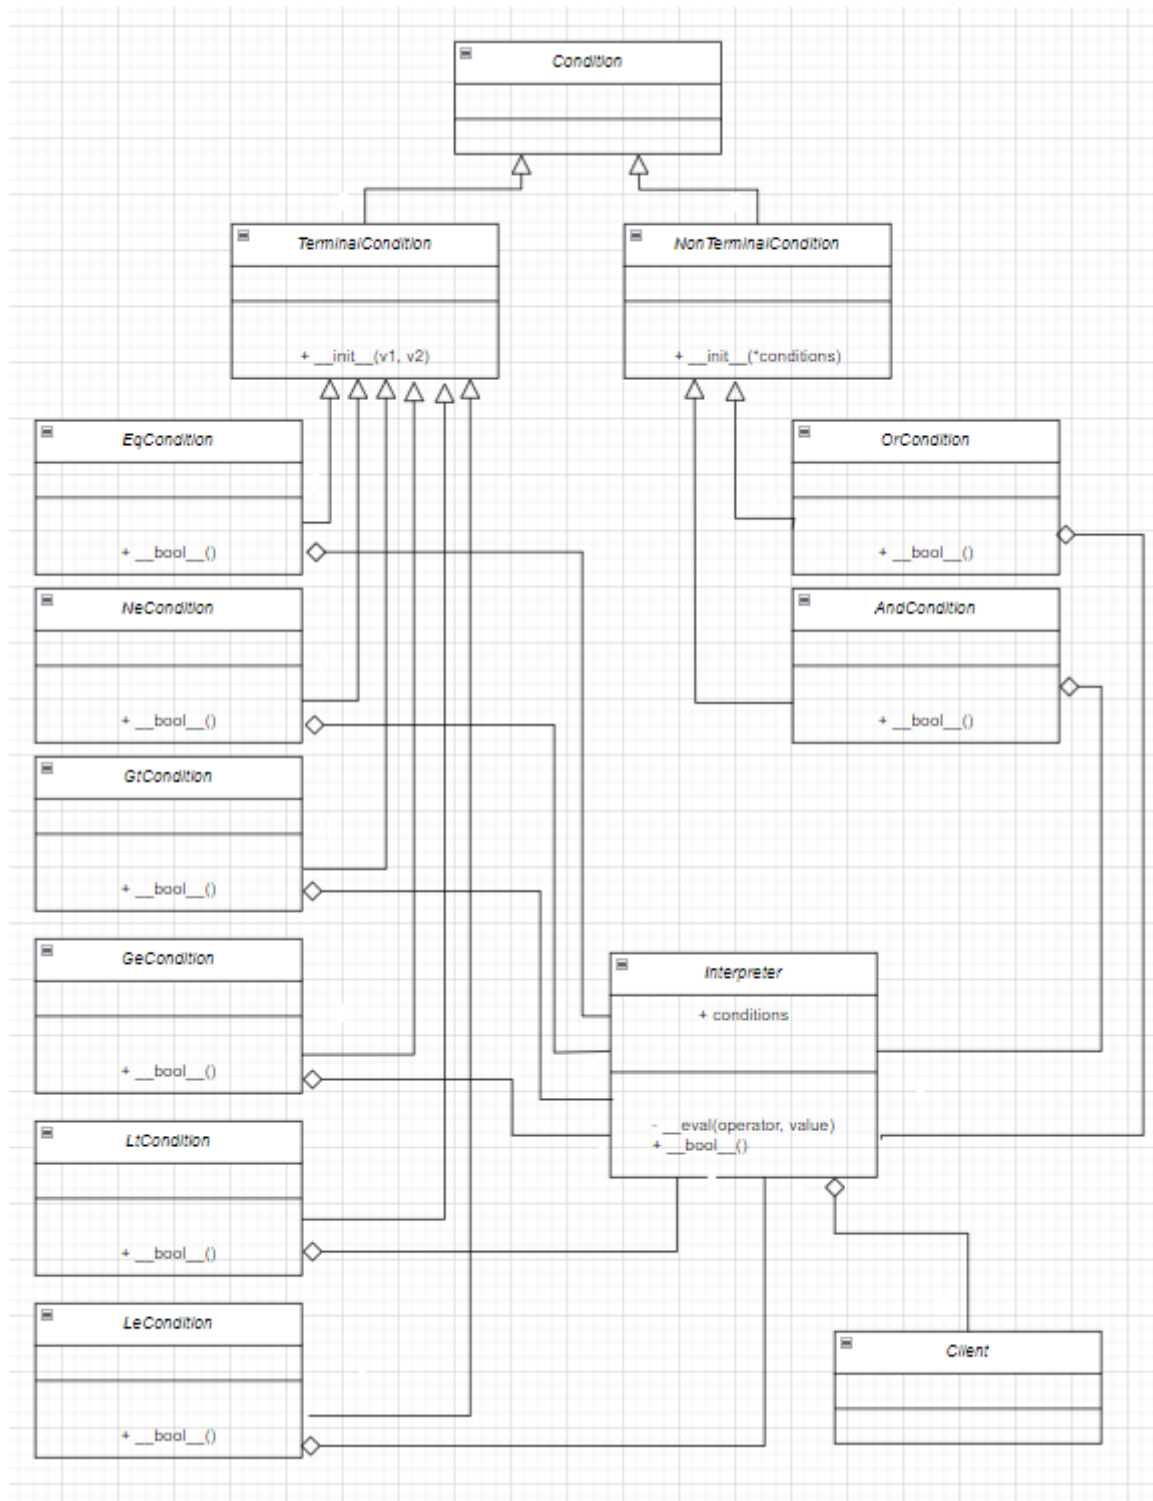 Condition
TerminalCondition
NonTerminalCondition
+ __init__(v1, v2)
+ __init__(*conditions)
EqCondition
OrCondition
+ __bool__()
+ __bool__()
NeCondition
AndCondition
+ __bool__()
+ __bool__()
GtCondition
+ __bool__()
GeCondition
Interpreter
+ conditions
+ __bool__()
- __eval(operator, value)
+ __bool__()
LtCondition
+ __bool__()
LeCondition
Client
+ __bool__()